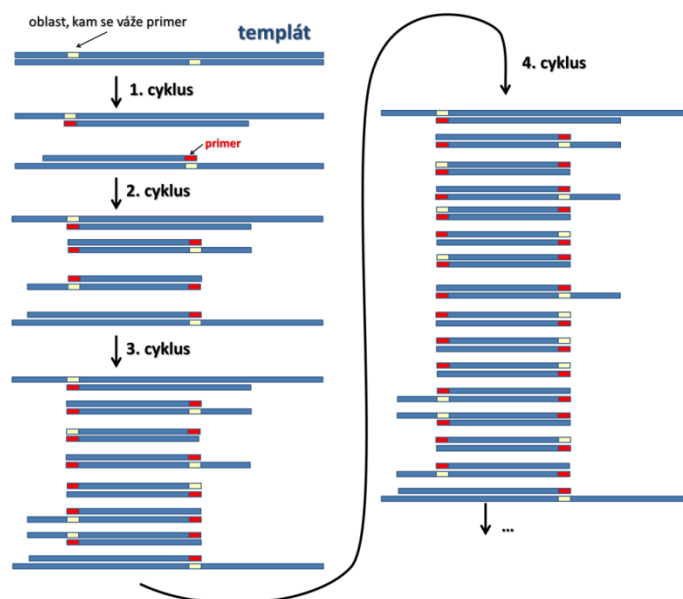 oblast, kam se váže primer
templát
1. cyklus
primer
2. cyklus
3. cyklus
4. cyklus
...